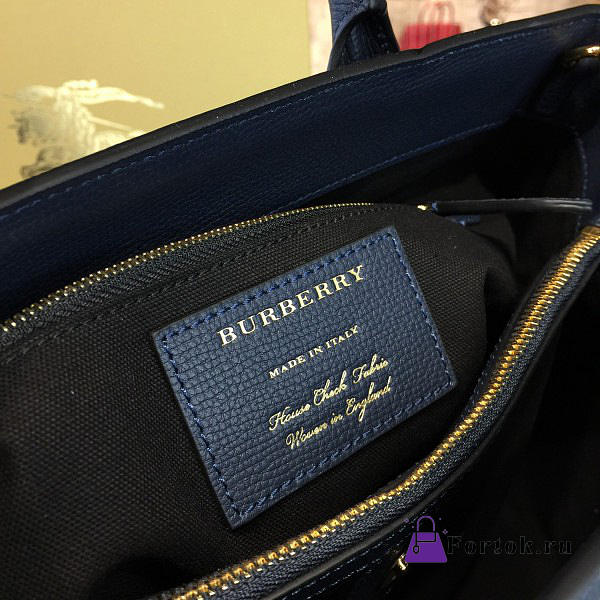 BURBERRY
MADE IN ITALY
House Check Fabric
Woven in England
Fortok.ru